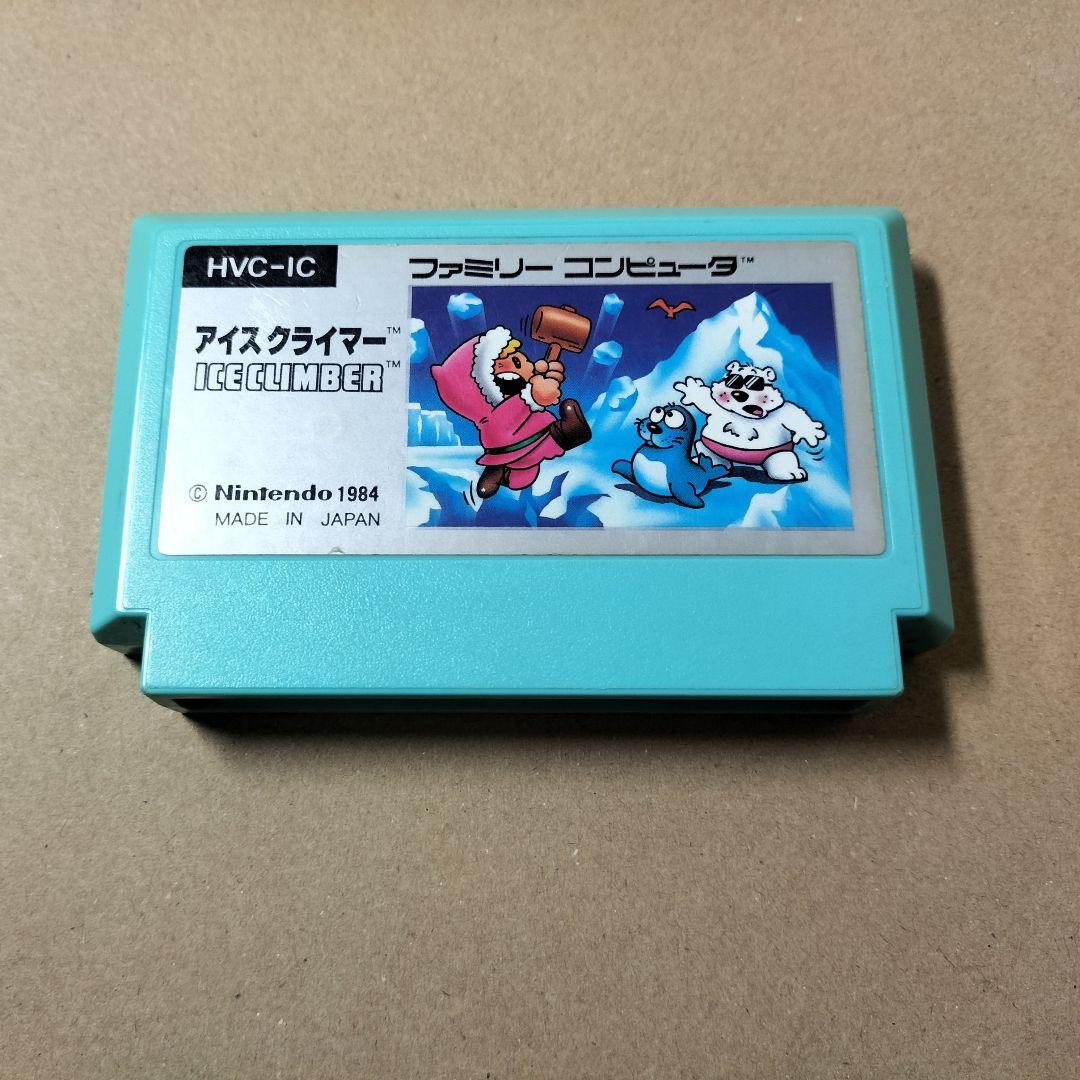 HVC-IC
ファミリー コンピュータ™
アイスクライマー™
ICE CLIMBER™
© Nintendo 1984
MADE IN JAPAN